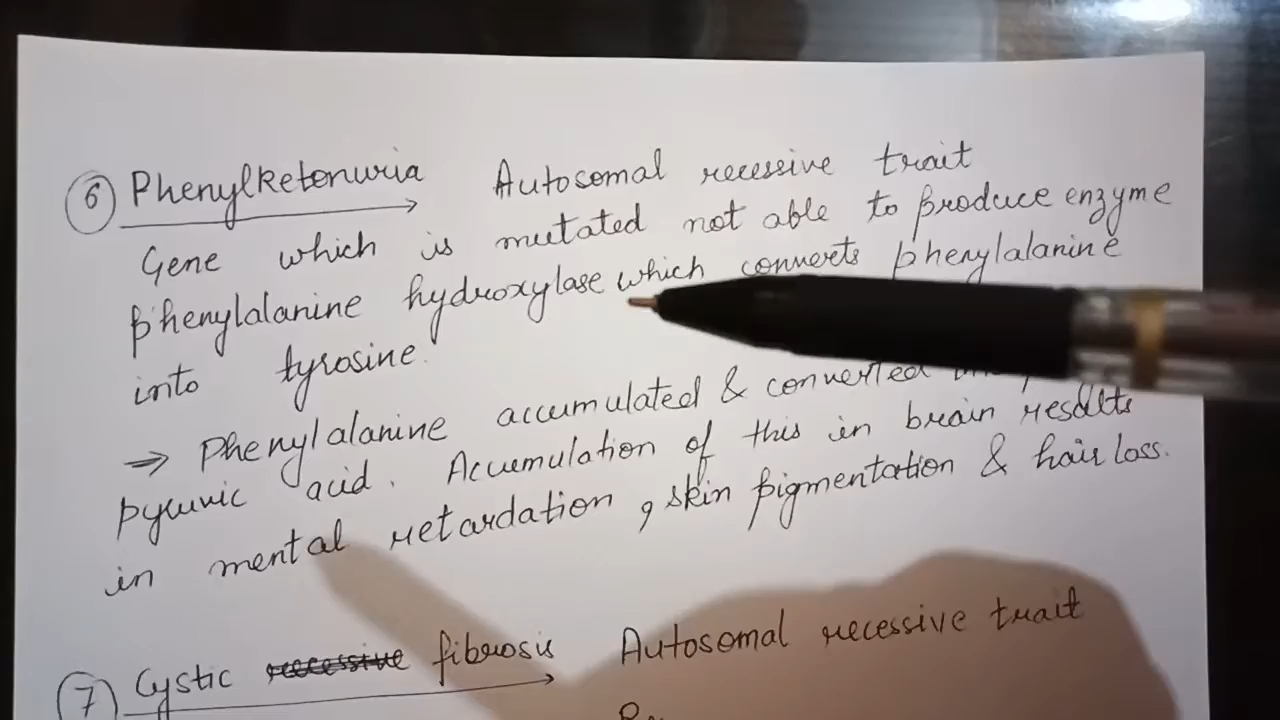 6 Phenylketonuria Autosomal recessive trait
Gene which is mutated not able to produce enzyme
phenylalanine hydroxylase which converts phenylalanine
into tyrosine.
⇒ Phenylalanine accumulated & converted
pyruvic acid. Accumulation of this in brain results
in mental retardation, skin pigmentation & hair loss.
7 Cystic fibrosis Autosomal recessive trait